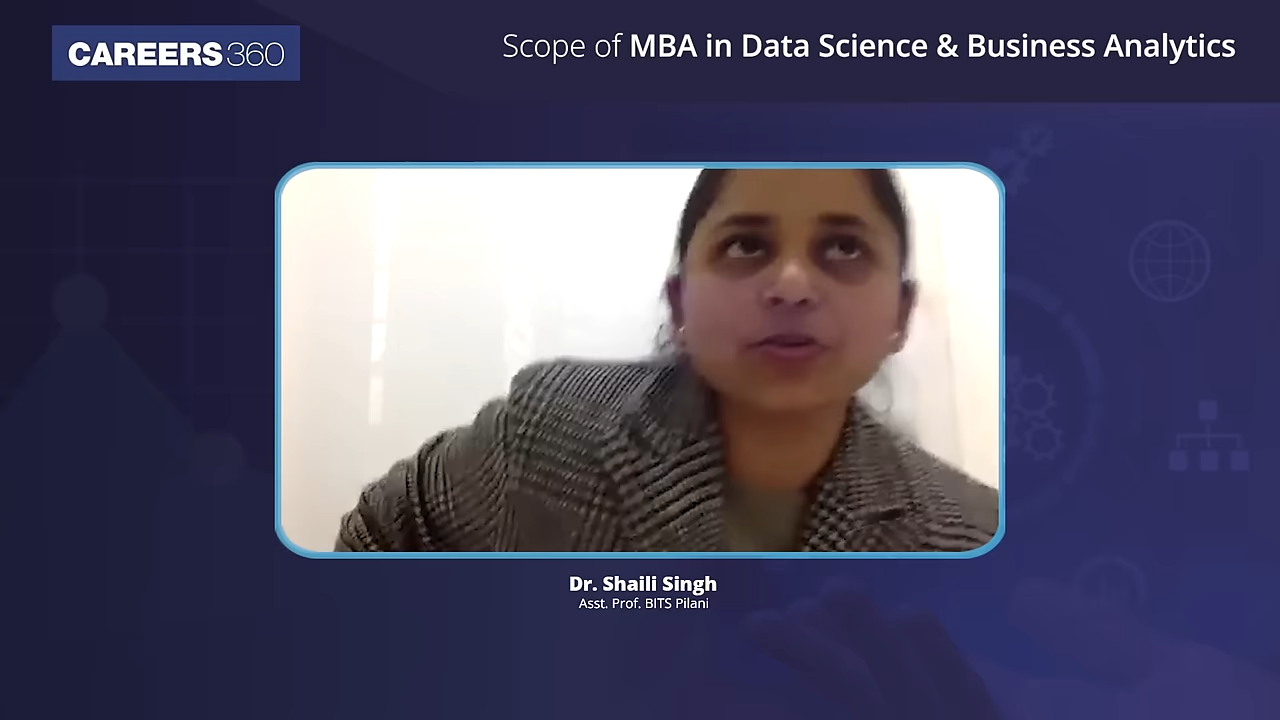 CAREERS360
Scope of MBA in Data Science & Business Analytics
Dr. Shaili Singh
Asst. Prof. BITS Pilani